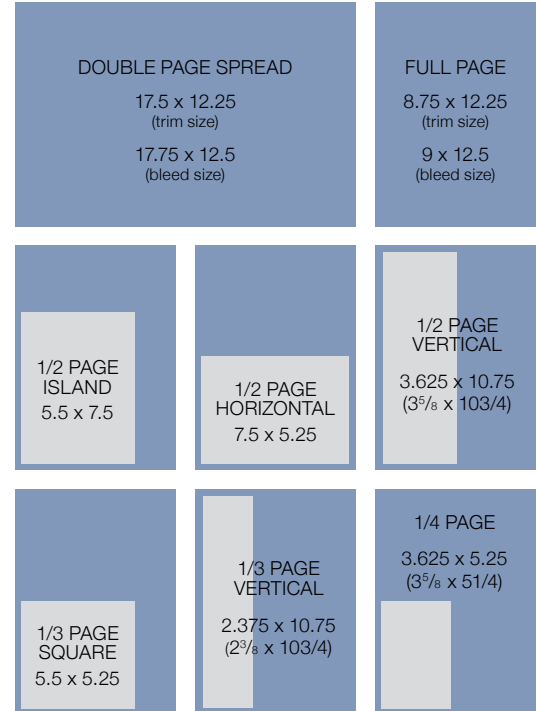 DOUBLE PAGE SPREAD
17.5 x 12.25
(trim size)
17.75 x 12.5
(bleed size)
FULL PAGE
8.75 x 12.25
(trim size)
9 x 12.5
(bleed size)
1/2 PAGE
ISLAND
5.5 x 7.5
1/2 PAGE
HORIZONTAL
7.5 x 5.25
1/2 PAGE
VERTICAL
3.625 x 10.75
(3⁵/₈ x 103/4)
1/3 PAGE
SQUARE
5.5 x 5.25
1/3 PAGE
VERTICAL
2.375 x 10.75
(2³/₈ x 103/4)
1/4 PAGE
3.625 x 5.25
(3⁵/₈ x 51/4)